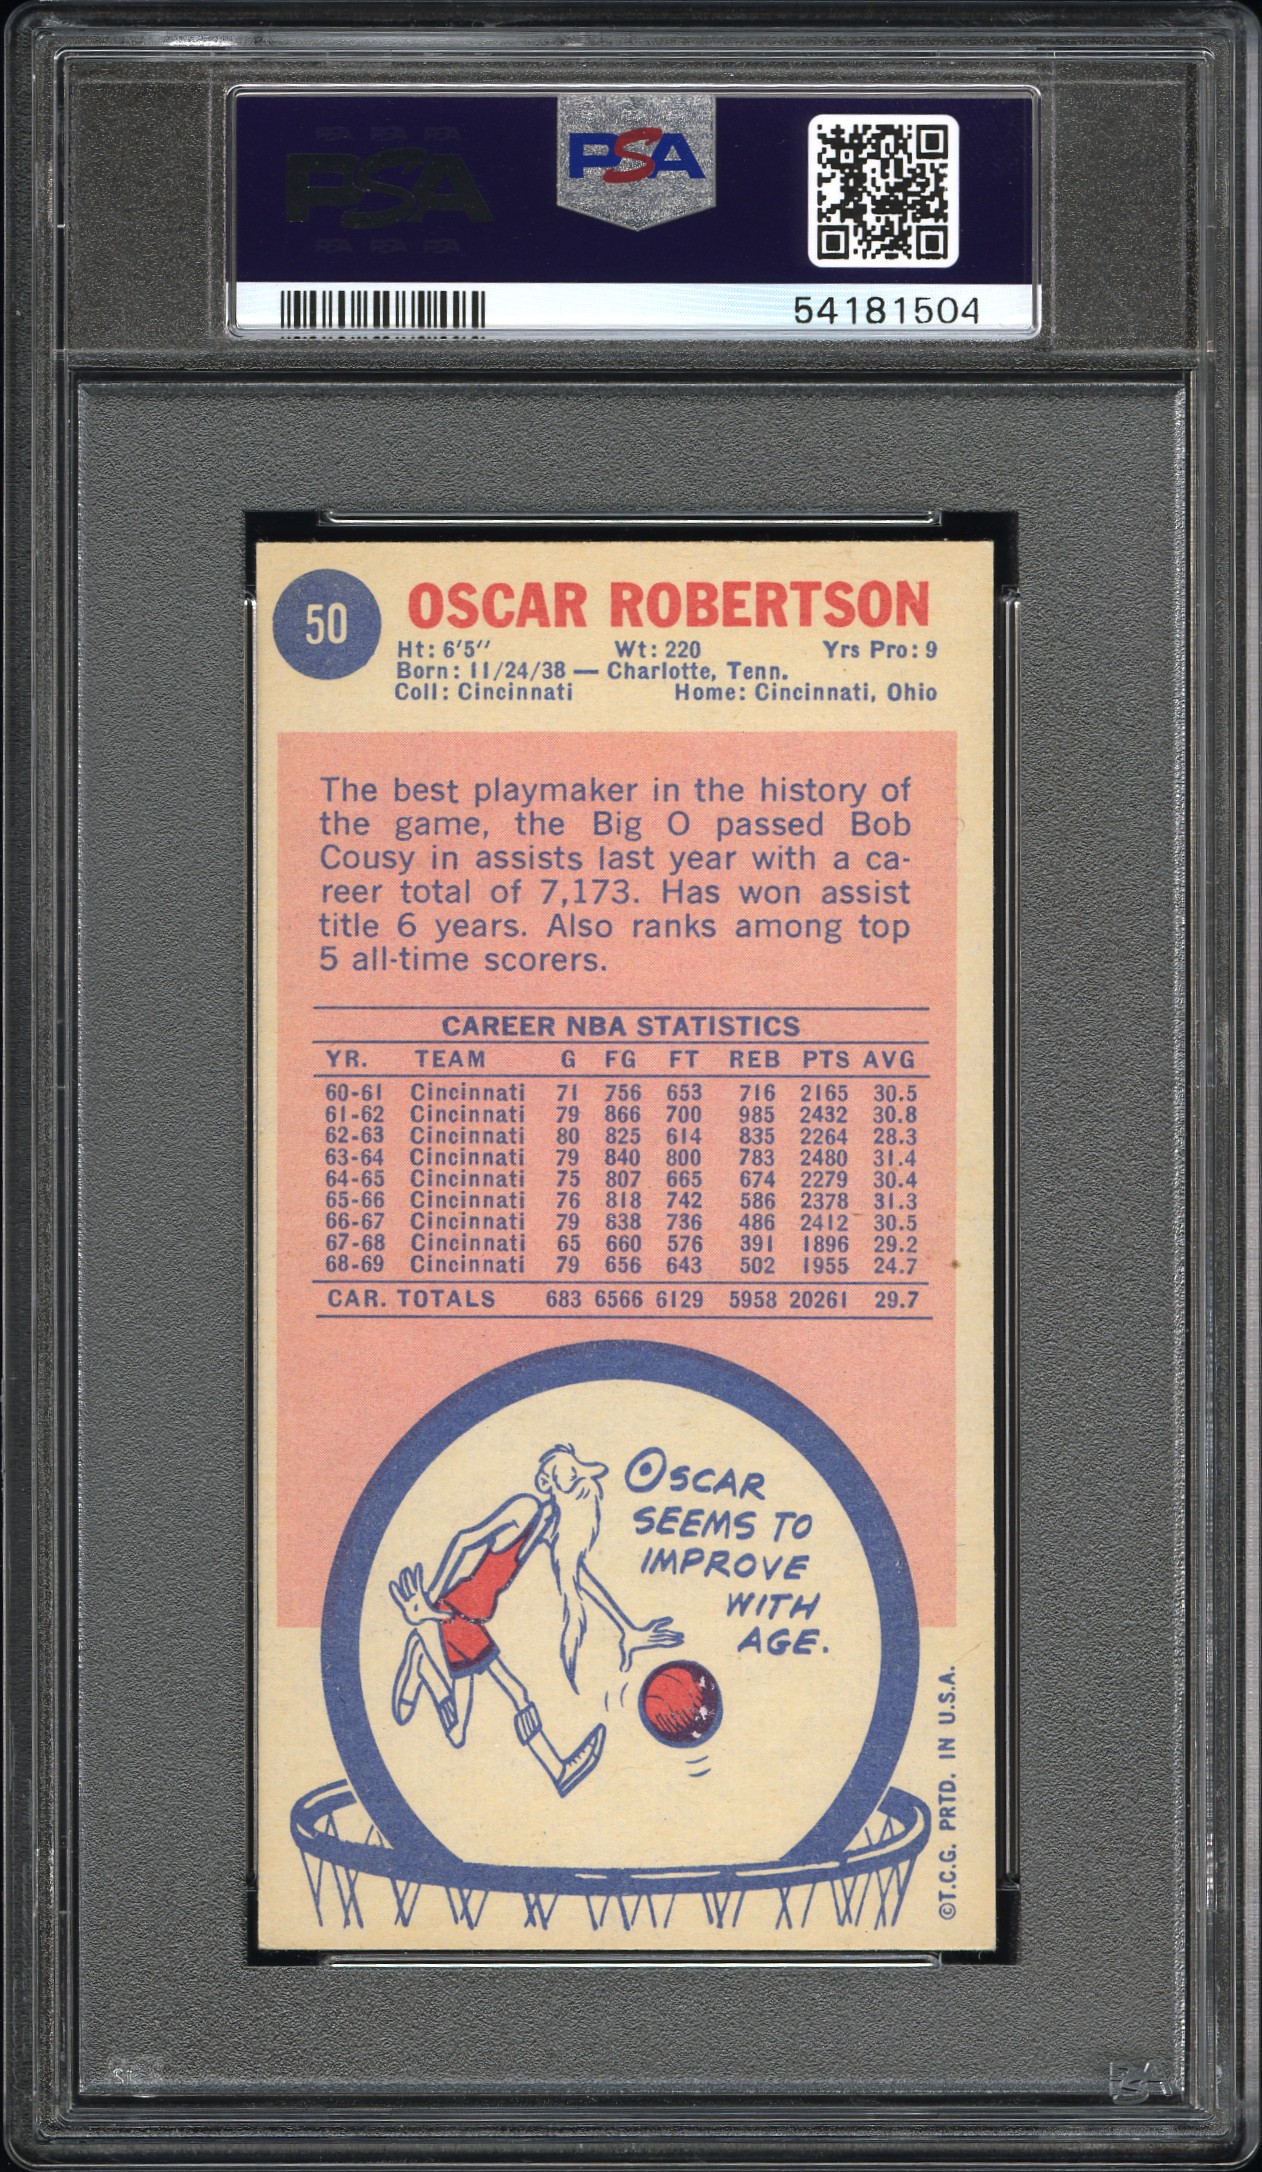 PSA PSA PSA
PSA
PSA PSA PSA
PSA
54181504
50
OSCAR ROBERTSON
Ht: 6'5'' Wt: 220 Yrs Pro: 9
Born: 11/24/38 — Charlotte, Tenn.
Coll: Cincinnati Home: Cincinnati, Ohio
The best playmaker in the history of
the game, the Big O passed Bob
Cousy in assists last year with a ca-
reer total of 7,173. Has won assist
title 6 years. Also ranks among top
5 all-time scorers.
CAREER NBA STATISTICS
YR. TEAM G FG FT REB PTS AVG
60-61 Cincinnati 71 756 653 716 2165 30.5
61-62 Cincinnati 79 866 700 985 2432 30.8
62-63 Cincinnati 80 825 614 835 2264 28.3
63-64 Cincinnati 79 840 800 783 2480 31.4
64-65 Cincinnati 75 807 665 674 2279 30.4
65-66 Cincinnati 76 818 742 586 2378 31.3
66-67 Cincinnati 79 838 736 486 2412 30.5
67-68 Cincinnati 65 660 576 391 1896 29.2
68-69 Cincinnati 79 656 643 502 1955 24.7
CAR. TOTALS 683 6566 6129 5958 20261 29.7
OSCAR
SEEMS TO
IMPROVE
WITH
AGE.
©T.C.G. PRTD. IN U.S.A.
PSA